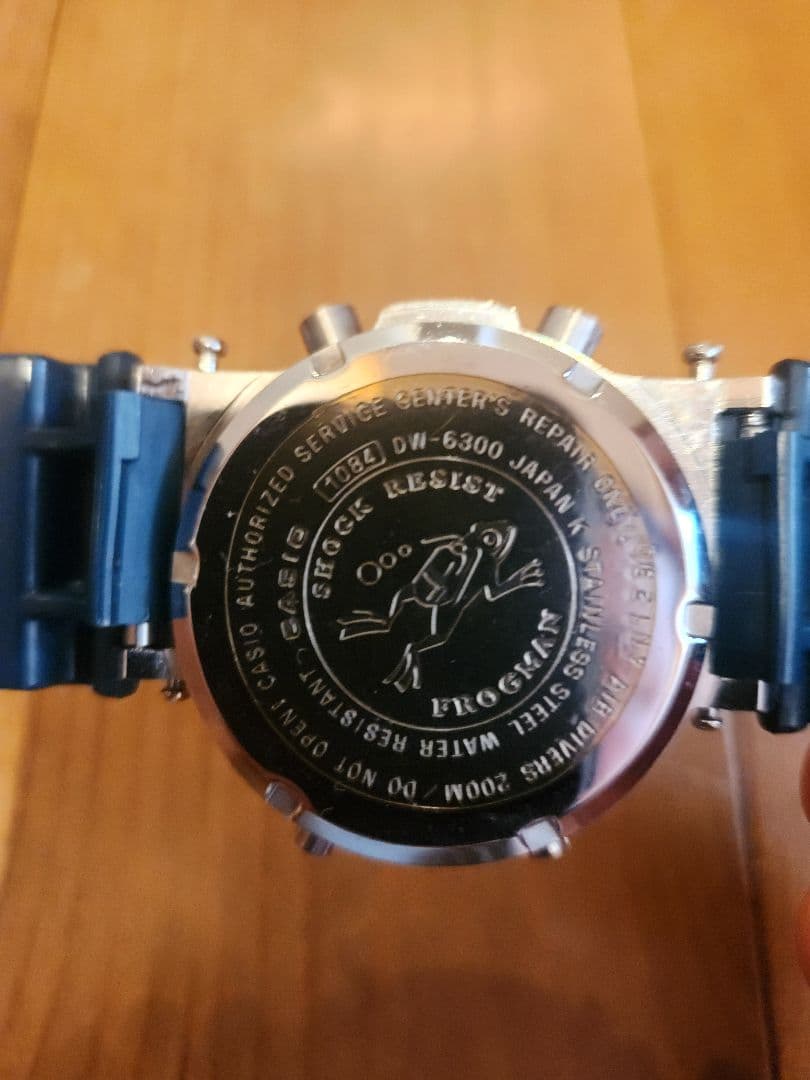 CASIO AUTHORIZED SERVICE CENTER'S REPAIR ONLY
AIR DIVERS 200M/DO NOT OPEN!
CASIO 1084 DW-6300 JAPAN K STAINLESS STEEL WATER RESISTANT
SHOCK RESIST
FROGMAN